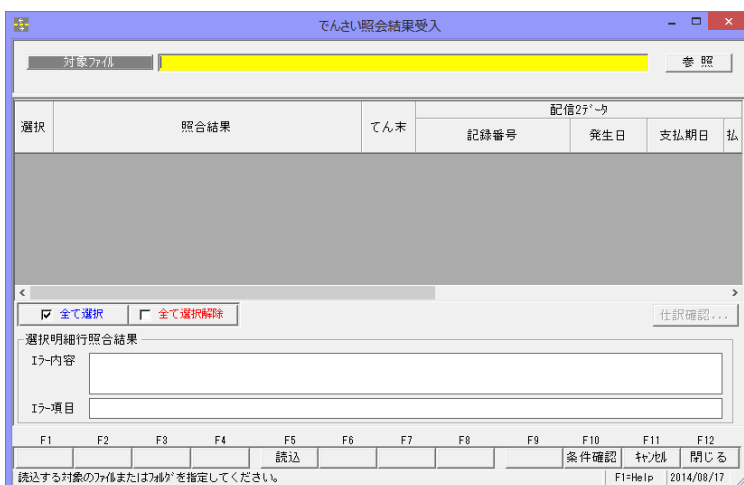 でんさい照会結果受入
対象ﾌｧｲﾙ
参 照
選択 照合結果 てん末 配信2ﾃﾞｰﾀ
記録番号 発生日 支払期日 払
全て選択 全て選択解除 仕訳確認...
選択明細行照合結果
ｴﾗｰ内容
ｴﾗｰ項目
F1 F2 F3 F4 F5 F6 F7 F8 F9 F10 F11 F12
読込 条件確認 ｷｬﾝｾﾙ 閉じる
読込する対象のﾌｧｲﾙまたはﾌｫﾙﾀﾞを指定してください。 F1=Help 2014/08/17